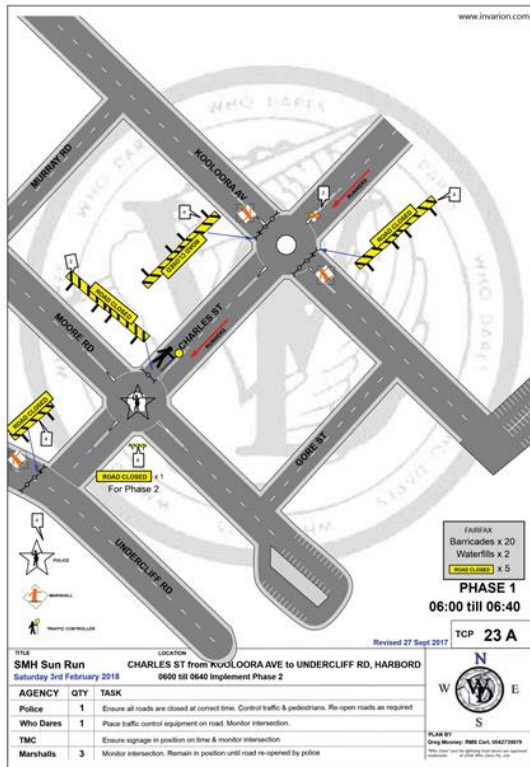 www.invarion.com
MURRAY RD
KOOLOORA AV
RUNNERS
ROAD CLOSED
ROAD CLOSED
ROAD CLOSED
CHARLES ST
RUNNERS
MOORE RD
ROAD CLOSED
ROAD CLOSED x 1
For Phase 2
GORE ST
UNDERCLIFF RD
POLICE
MARSHALL
TRAFFIC CONTROLLER
FAIRFAX
Barricades x 20
Waterfills x 2
ROAD CLOSED x 5
PHASE 1
06:00 till 06:40
Revised 27 Sept 2017
TCP 23 A
TITLE LOCATION
SMH Sun Run CHARLES ST from KOOLOORA AVE to UNDERCLIFF RD, HARBORD
Saturday 3rd February 2018 0600 till 0640 Implement Phase 2
AGENCY QTY TASK
Police 1 Ensure all roads are closed at correct time. Control traffic & pedestrians. Re-open roads as required
Who Dares 1 Place traffic control equipment on road. Monitor intersection.
TMC Ensure signage in position on time & monitor intersection
Marshalls 3 Monitor intersection. Remain in position until road re-opened by police
N
W E
S
PLAN BY
WHO DARES